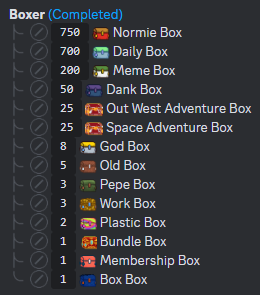 Boxer (Completed)
750 Normie Box
700 Daily Box
200 Meme Box
50 Dank Box
25 Out West Adventure Box
25 Space Adventure Box
8 God Box
5 Old Box
3 Pepe Box
3 Work Box
2 Plastic Box
1 Bundle Box
1 Membership Box
1 Box Box